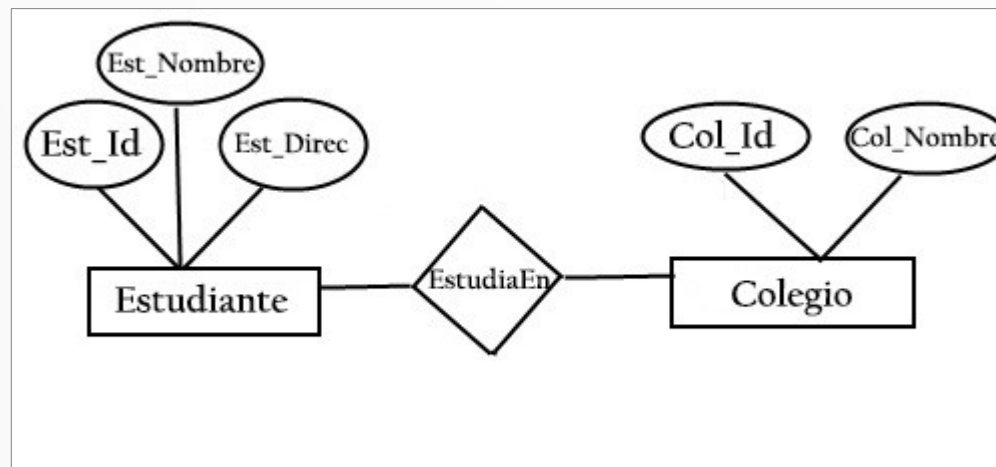 Est_Nombre
Est_Id
Est_Direc
Col_Id
Col_Nombre
EstudiaEn
Estudiante
Colegio